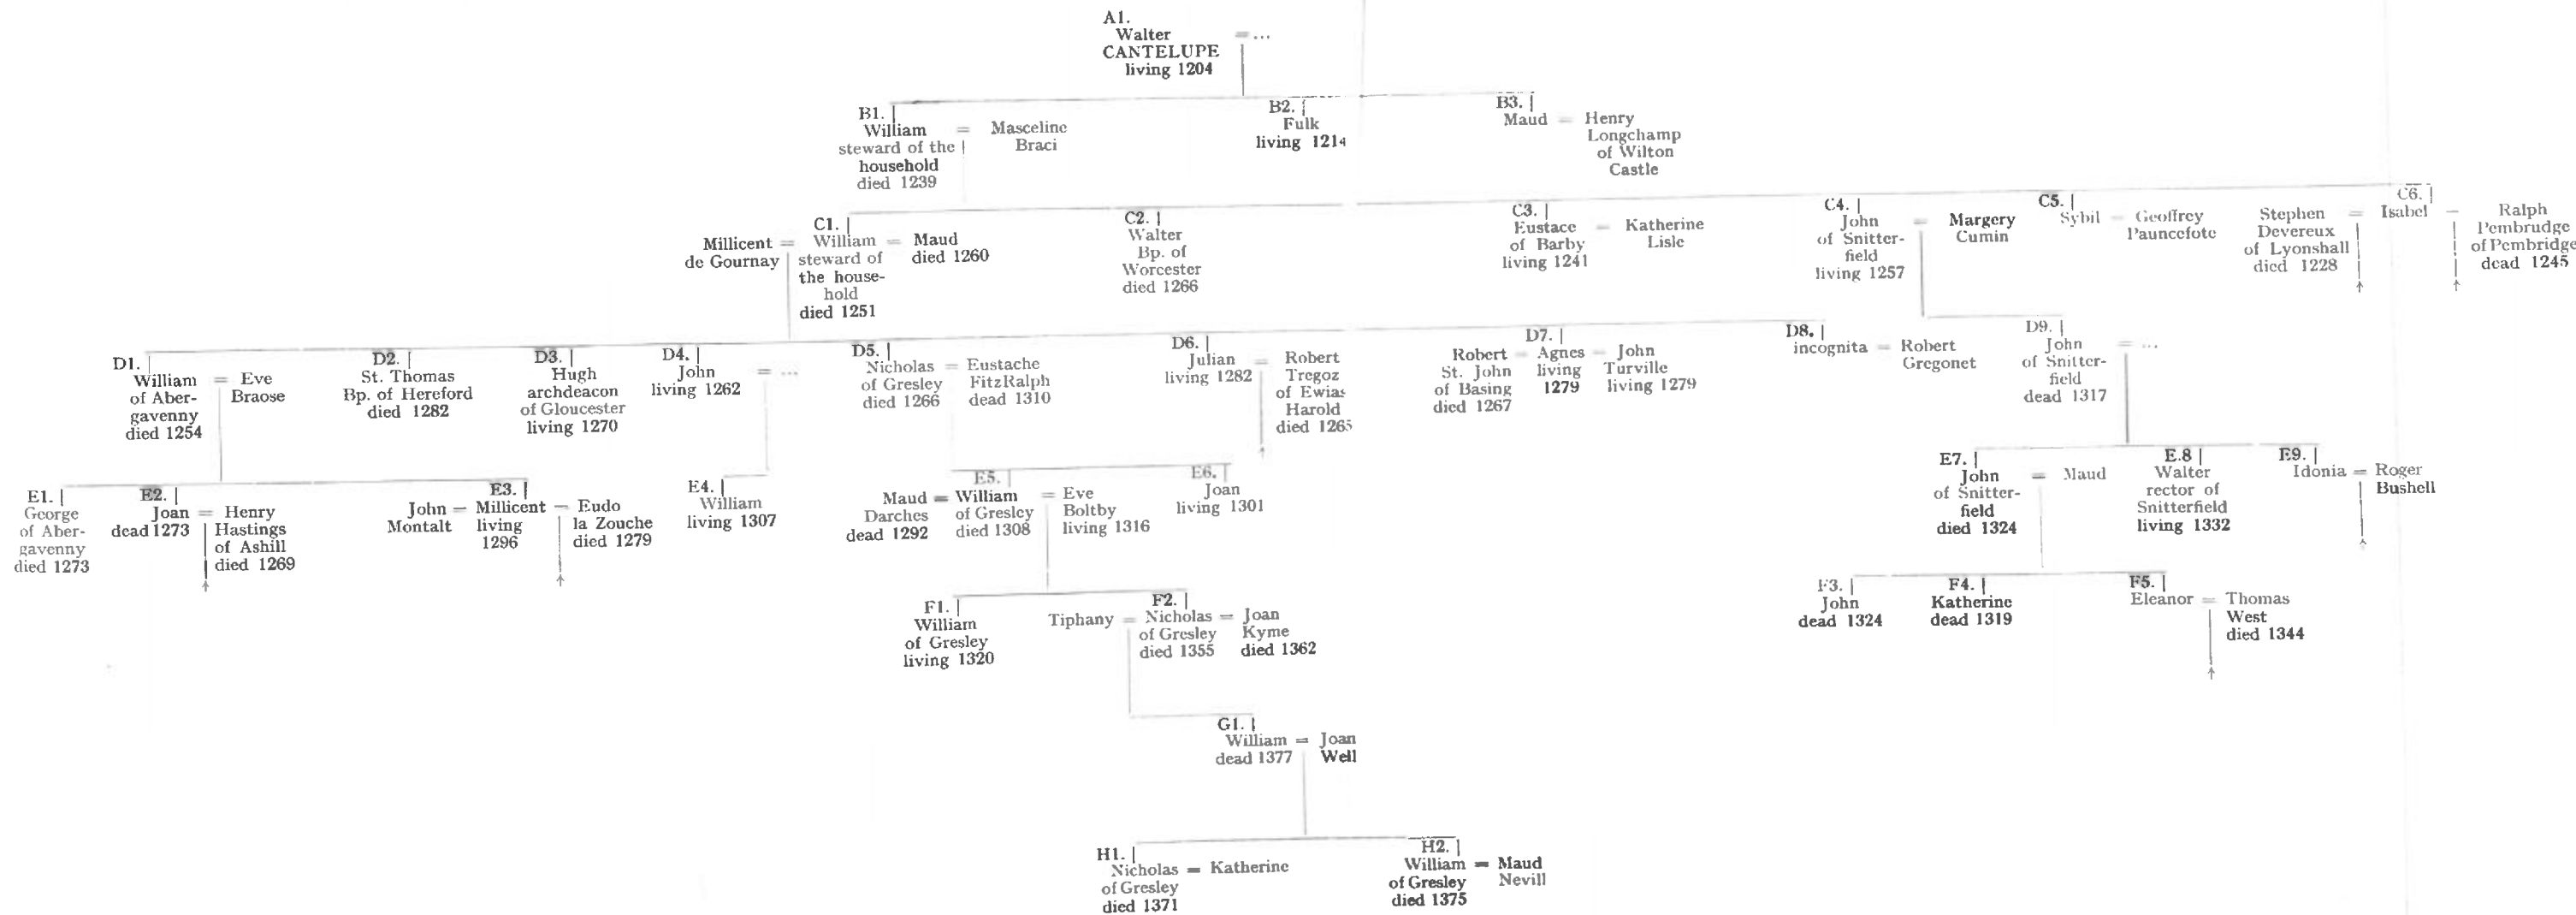 A1.
Walter = ...
CANTELUPE
living 1204
B1.
William = Masceline
steward of the Braci
household
died 1239
B2.
Fulk
living 1214
B3.
Maud = Henry
Longchamp
of Wilton
Castle
C1.
Millicent = William = Maud
de Gournay steward of died 1260
the house-
hold
died 1251
C2.
Walter
Bp. of
Worcester
died 1266
C3.
Eustace = Katherine
of Barby Lisle
living 1241
C4.
John = Margery
of Snitter- Cumin
field
living 1257
C5.
Sybil = Geoffrey
Pauncefote
C6.
Stephen = Isabel = Ralph
Devereux Pembrudge
of Lyonshall of Pembridge
died 1228 dead 1245
D1.
William = Eve
of Aber- Braose
gavenny
died 1254
D2.
St. Thomas
Bp. of Hereford
died 1282
D3.
Hugh
archdeacon
of Gloucester
living 1270
D4.
John = ...
living 1262
D5.
Nicholas = Eustache
of Gresley FitzRalph
died 1266 dead 1310
D6.
Julian = Robert
living 1282 Tregoz
of Ewias
Harold
died 1265
D7.
Robert = Agnes = John
St. John living Turville
of Basing 1279 living 1279
died 1267
D8.
incognita = Robert
Gregonet
D9.
John = ...
of Snitter-
field
dead 1317
E1.
George
of Aber-
gavenny
died 1273
E2.
Joan = Henry
dead 1273 Hastings
of Ashill
died 1269
E3.
John = Millicent = Eudo
Montalt living la Zouche
1296 died 1279
E4.
William
living 1307
E5.
Maud = William = Eve
Darches of Gresley Boltby
dead 1292 died 1308 living 1316
E6.
Joan
living 1301
E7.
John = Maud
of Snitter-
field
died 1324
E.8
Walter
rector of
Snitterfield
living 1332
E9.
Idonia = Roger
Bushell
F1.
William
of Gresley
living 1320
F2.
Tiphany = Nicholas = Joan
of Gresley Kyme
died 1355 died 1362
F3.
John
dead 1324
F4.
Katherine
dead 1319
F5.
Eleanor = Thomas
West
died 1344
G1.
William = Joan
dead 1377 Well
H1.
Nicholas = Katherine
of Gresley
died 1371
H2.
William = Maud
of Gresley Nevill
died 1375